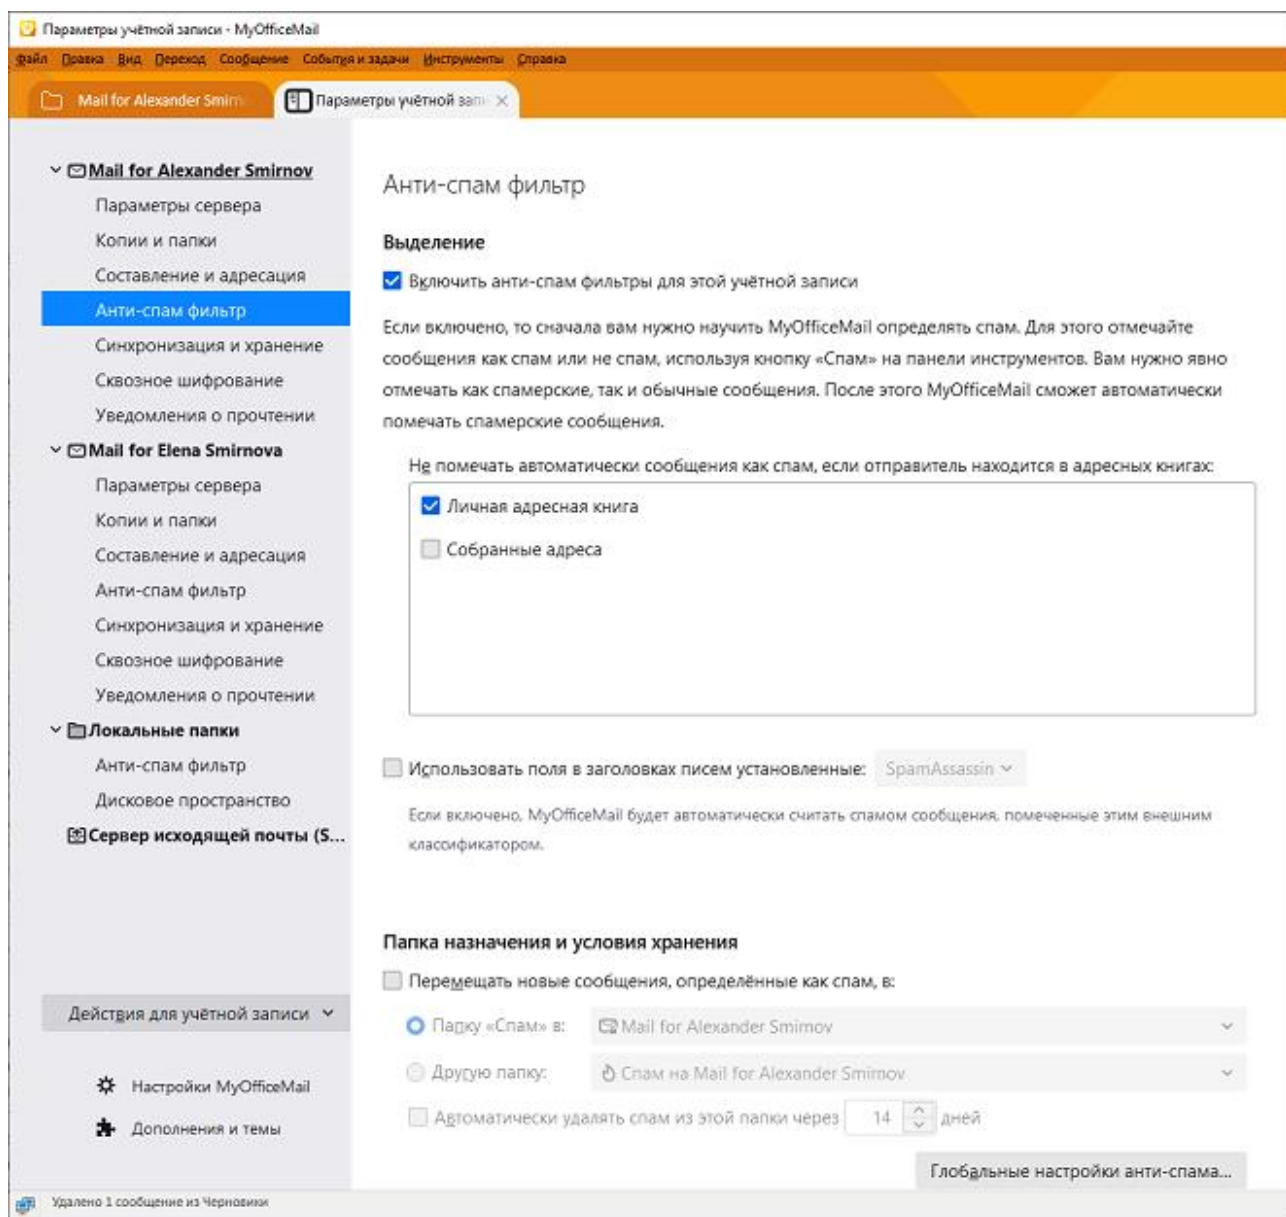 Параметры учётной записи - MyOfficeMail
Файл Правка Вид Переход Сообщение События и задачи Инструменты Справка
Mail for Alexander Smirn
Параметры учётной запи
Mail for Alexander Smirnov
Параметры сервера
Копии и папки
Составление и адресация
Анти-спам фильтр
Синхронизация и хранение
Сквозное шифрование
Уведомления о прочтении
Mail for Elena Smirnova
Параметры сервера
Копии и папки
Составление и адресация
Анти-спам фильтр
Синхронизация и хранение
Сквозное шифрование
Уведомления о прочтении
Локальные папки
Анти-спам фильтр
Дисковое пространство
Сервер исходящей почты (S...
Действия для учётной записи
Настройки MyOfficeMail
Дополнения и темы
Анти-спам фильтр
Выделение
Включить анти-спам фильтры для этой учётной записи
Если включено, то сначала вам нужно научить MyOfficeMail определять спам. Для этого отмечайте
сообщения как спам или не спам, используя кнопку «Спам» на панели инструментов. Вам нужно явно
отмечать как спамерские, так и обычные сообщения. После этого MyOfficeMail сможет автоматически
помечать спамерские сообщения.
Не помечать автоматически сообщения как спам, если отправитель находится в адресных книгах:
Личная адресная книга
Собранные адреса
Использовать поля в заголовках писем установленные: SpamAssassin
Если включено, MyOfficeMail будет автоматически считать спамом сообщения, помеченные этим внешним
классификатором.
Папка назначения и условия хранения
Перемещать новые сообщения, определённые как спам, в:
Папку «Спам» в: Mail for Alexander Smirnov
Другую папку: Спам на Mail for Alexander Smirnov
Автоматически удалять спам из этой папки через 14 дней
Глобальные настройки анти-спама...
Удалено 1 сообщение из Черновики